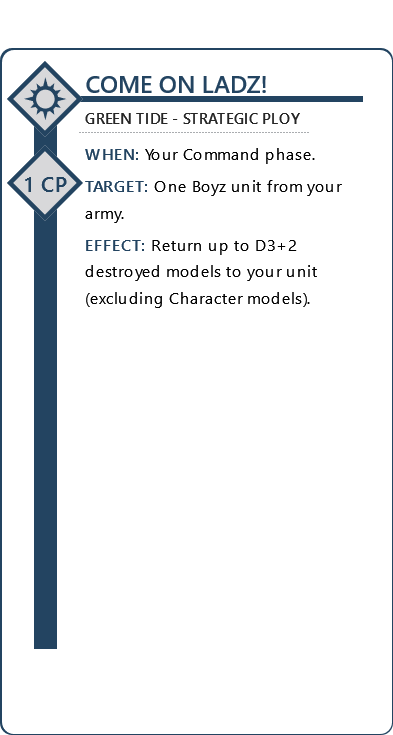 COME ON LADZ!
GREEN TIDE - STRATEGIC PLOY
WHEN: Your Command phase.
1 CP
TARGET: One Boyz unit from your
army.
EFFECT: Return up to D3+2
destroyed models to your unit
(excluding Character models).